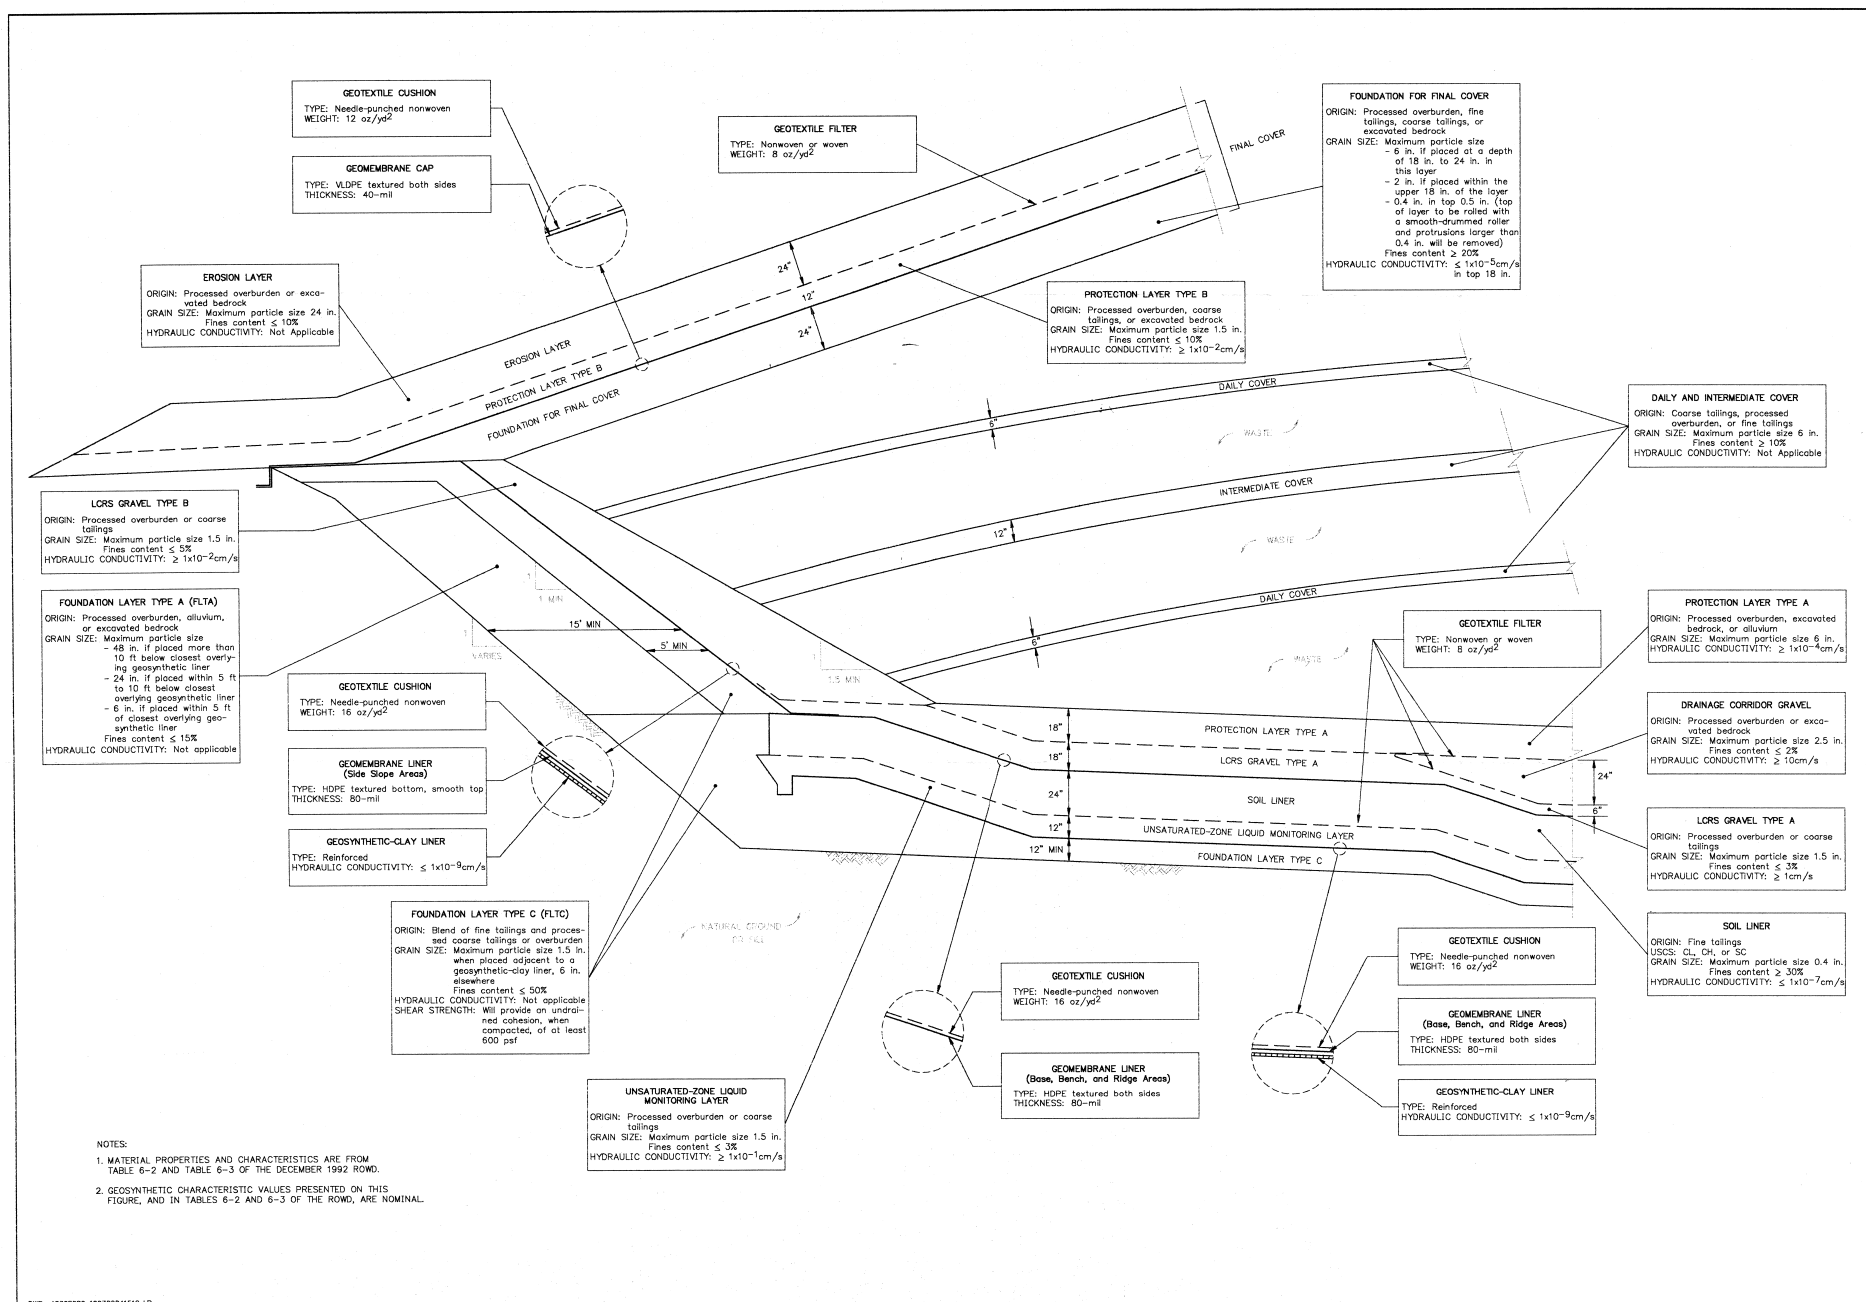 GEOTEXTILE CUSHION
TYPE: Needle-punched nonwoven
WEIGHT: 12 oz/yd2
GEOMEMBRANE CAP
TYPE: VLDPE textured both sides
THICKNESS: 40-mil
GEOTEXTILE FILTER
TYPE: Nonwoven or woven
WEIGHT: 8 oz/yd2
FINAL COVER
FOUNDATION FOR FINAL COVER
ORIGIN: Processed overburden, fine
tailings, coarse tailings, or
excavated bedrock
GRAIN SIZE: Maximum particle size
- 6 in. if placed at a depth
of 18 in. to 24 in. in
this layer
- 2 in. if placed within the
upper 18 in. of the layer
- 0.4 in. in top 0.5 in. (top
of layer to be rolled with
a smooth-drummed roller
and protrusions larger than
0.4 in. will be removed)
Fines content ≥ 20%
HYDRAULIC CONDUCTIVITY: ≤ 1x10-5cm/s
in top 18 in.
EROSION LAYER
ORIGIN: Processed overburden or exca-
vated bedrock
GRAIN SIZE: Maximum particle size 24 in.
Fines content ≤ 10%
HYDRAULIC CONDUCTIVITY: Not Applicable
24"
12"
24"
PROTECTION LAYER TYPE B
ORIGIN: Processed overburden, coarse
tailings, or excavated bedrock
GRAIN SIZE: Maximum particle size 1.5 in.
Fines content ≤ 10%
HYDRAULIC CONDUCTIVITY: ≥ 1x10-2cm/s
EROSION LAYER
PROTECTION LAYER TYPE B
FOUNDATION FOR FINAL COVER
DAILY COVER
6"
WASTE
DAILY AND INTERMEDIATE COVER
ORIGIN: Coarse tailings, processed
overburden, or fine tailings
GRAIN SIZE: Maximum particle size 6 in.
Fines content ≥ 10%
HYDRAULIC CONDUCTIVITY: Not Applicable
LCRS GRAVEL TYPE B
ORIGIN: Processed overburden or coarse
tailings
GRAIN SIZE: Maximum particle size 1.5 in.
Fines content ≤ 5%
HYDRAULIC CONDUCTIVITY: ≥ 1x10-2cm/s
INTERMEDIATE COVER
12"
WASTE
DAILY COVER
6"
WASTE
FOUNDATION LAYER TYPE A (FLTA)
ORIGIN: Processed overburden, alluvium,
or excavated bedrock
GRAIN SIZE: Maximum particle size
- 48 in. if placed more than
10 ft below closest overly-
ing geosynthetic liner
- 24 in. if placed within 5 ft
to 10 ft below closest
overlying geosynthetic liner
- 6 in. if placed within 5 ft
of closest overlying geo-
synthetic liner
Fines content ≤ 15%
HYDRAULIC CONDUCTIVITY: Not applicable
1
1 MIN
15' MIN
1
VARIES
5' MIN
1
1.5 MIN
GEOTEXTILE FILTER
TYPE: Nonwoven or woven
WEIGHT: 8 oz/yd2
PROTECTION LAYER TYPE A
ORIGIN: Processed overburden, excavated
bedrock, or alluvium
GRAIN SIZE: Maximum particle size 6 in.
HYDRAULIC CONDUCTIVITY: ≥ 1x10-4cm/s
GEOTEXTILE CUSHION
TYPE: Needle-punched nonwoven
WEIGHT: 16 oz/yd2
GEOMEMBRANE LINER
(Side Slope Areas)
TYPE: HDPE textured bottom, smooth top
THICKNESS: 80-mil
GEOSYNTHETIC-CLAY LINER
TYPE: Reinforced
HYDRAULIC CONDUCTIVITY: ≤ 1x10-9cm/s
18" PROTECTION LAYER TYPE A
18" LCRS GRAVEL TYPE A
24" SOIL LINER
12" UNSATURATED-ZONE LIQUID MONITORING LAYER
12" MIN FOUNDATION LAYER TYPE C
DRAINAGE CORRIDOR GRAVEL
ORIGIN: Processed overburden or exca-
vated bedrock
GRAIN SIZE: Maximum particle size 2.5 in.
Fines content ≤ 2%
HYDRAULIC CONDUCTIVITY: ≥ 10cm/s
24"
6"
LCRS GRAVEL TYPE A
ORIGIN: Processed overburden or coarse
tailings
GRAIN SIZE: Maximum particle size 1.5 in.
Fines content ≤ 3%
HYDRAULIC CONDUCTIVITY: ≥ 1cm/s
FOUNDATION LAYER TYPE C (FLTC)
ORIGIN: Blend of fine tailings and proces-
sed coarse tailings or overburden
GRAIN SIZE: Maximum particle size 1.5 in.
when placed adjacent to a
geosynthetic-clay liner, 6 in.
elsewhere
Fines content ≤ 50%
HYDRAULIC CONDUCTIVITY: Not applicable
SHEAR STRENGTH: Will provide an undrai-
ned cohesion, when
compacted, of at least
600 psf
NATURAL GROUND
OR FILL
SOIL LINER
ORIGIN: Fine tailings
USCS: CL, CH, or SC
GRAIN SIZE: Maximum particle size 0.4 in.
Fines content ≥ 30%
HYDRAULIC CONDUCTIVITY: ≤ 1x10-7cm/s
GEOTEXTILE CUSHION
TYPE: Needle-punched nonwoven
WEIGHT: 16 oz/yd2
GEOMEMBRANE LINER
(Base, Bench, and Ridge Areas)
TYPE: HDPE textured both sides
THICKNESS: 80-mil
GEOTEXTILE CUSHION
TYPE: Needle-punched nonwoven
WEIGHT: 16 oz/yd2
GEOMEMBRANE LINER
(Base, Bench, and Ridge Areas)
TYPE: HDPE textured both sides
THICKNESS: 80-mil
GEOSYNTHETIC-CLAY LINER
TYPE: Reinforced
HYDRAULIC CONDUCTIVITY: ≤ 1x10-9cm/s
UNSATURATED-ZONE LIQUID
MONITORING LAYER
ORIGIN: Processed overburden or coarse
tailings
GRAIN SIZE: Maximum particle size 1.5 in.
Fines content ≤ 3%
HYDRAULIC CONDUCTIVITY: ≥ 1x10-1cm/s
NOTES:
1. MATERIAL PROPERTIES AND CHARACTERISTICS ARE FROM
TABLE 6-2 AND TABLE 6-3 OF THE DECEMBER 1992 ROWD.
2. GEOSYNTHETIC CHARACTERISTIC VALUES PRESENTED ON THIS
FIGURE, AND IN TABLES 6-2 AND 6-3 OF THE ROWD, ARE NOMINAL.